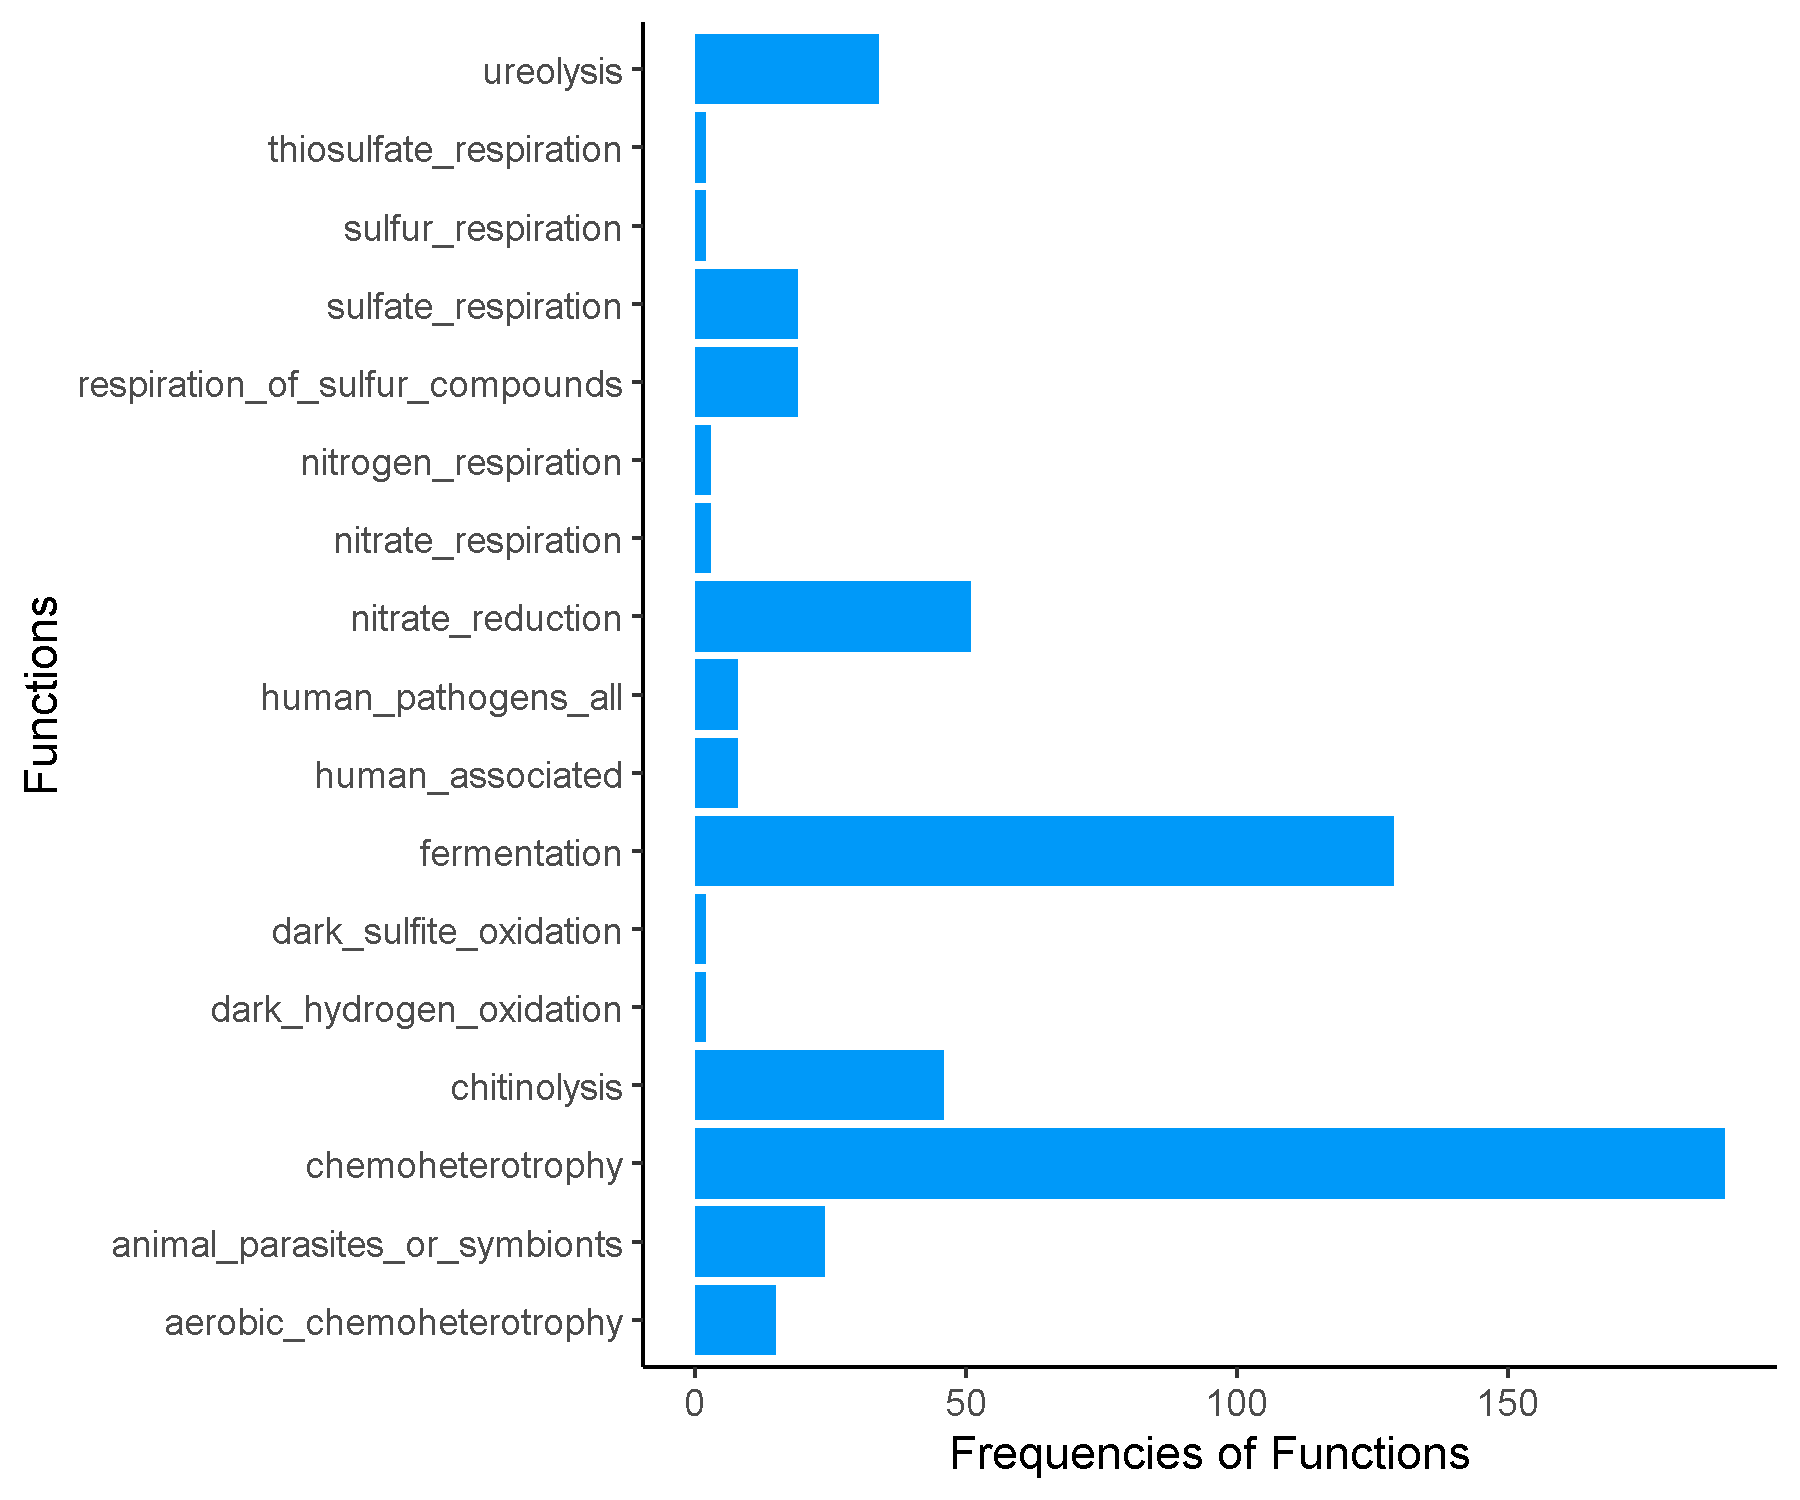 ureolysis
thiosulfate_respiration
sulfur_respiration
sulfate_respiration
respiration_of_sulfur_compounds
nitrogen_respiration
nitrate_respiration
nitrate_reduction
human_pathogens_all
human_associated
fermentation
dark_sulfite_oxidation
dark_hydrogen_oxidation
chitinolysis
chemoheterotrophy
animal_parasites_or_symbionts
aerobic_chemoheterotrophy
Functions
0 50 100 150
Frequencies of Functions